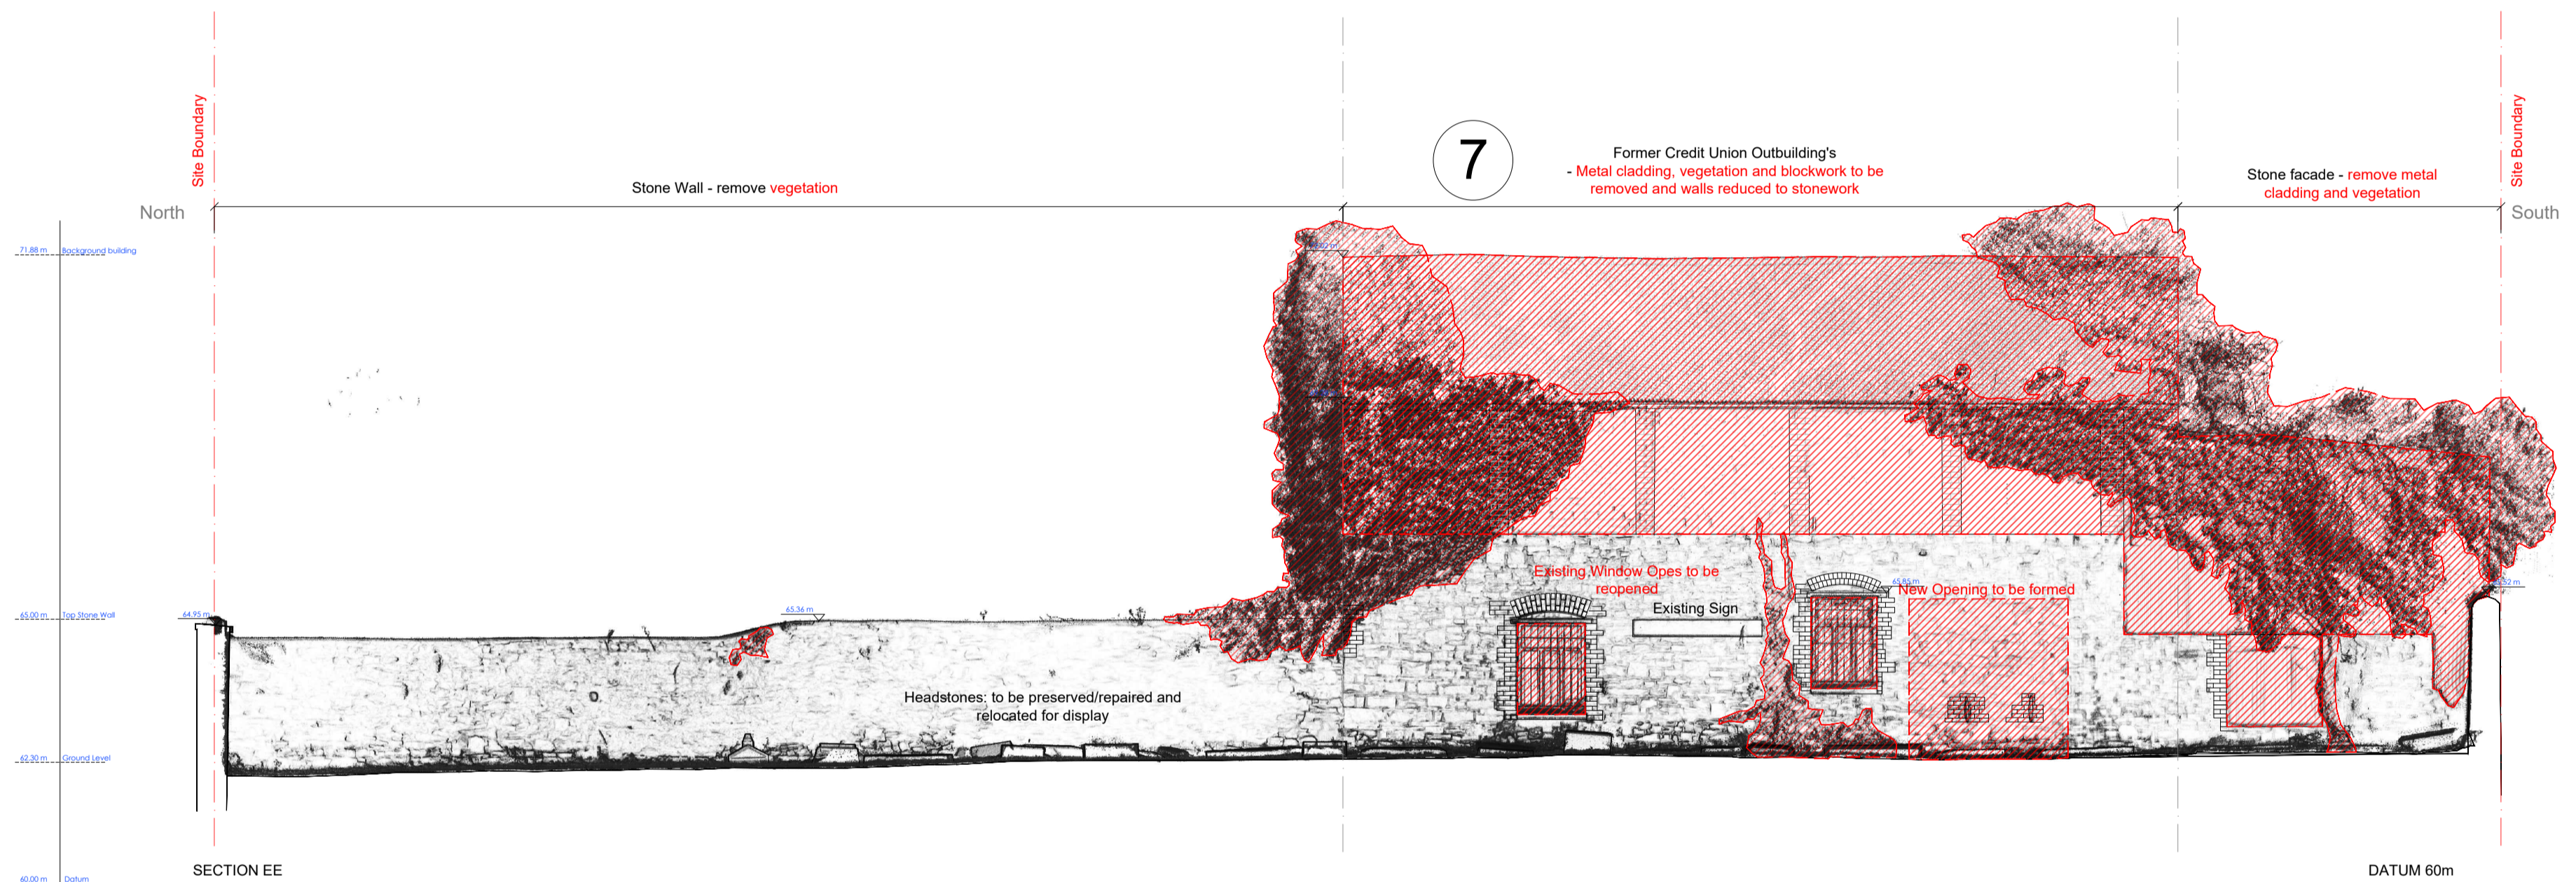 Site Boundary
Site Boundary
7
Former Credit Union Outbuilding's
- Metal cladding, vegetation and blockwork to be
removed and walls reduced to stonework
Stone facade - remove metal
cladding and vegetation
Stone Wall - remove vegetation
North
South
71.88 m Background building
Existing Window Opes to be
reopened
65.85 m
New Opening to be formed
Existing Sign
65.36 m
65.00 m Top Stone Wall
64.95 m
Headstones: to be preserved/repaired and
relocated for display
62.30 m Ground Level
SECTION EE
DATUM 60m
60.00 m Datum